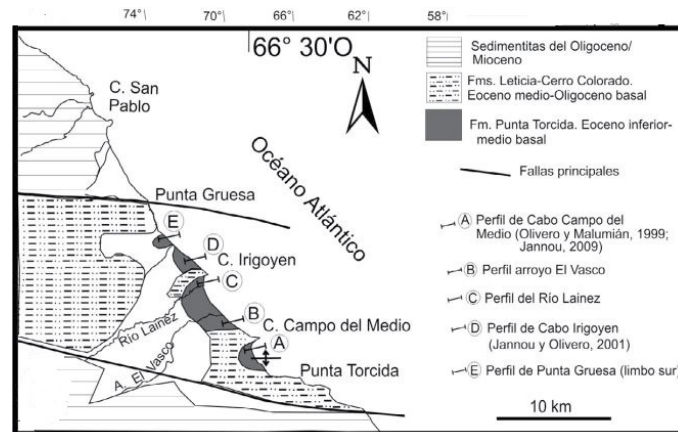 74° 70° 66° 62° 58°
66° 30'O
N
C. San
Pablo
Océano Atlántico
Punta Gruesa
E
D
C. Irigoyen
C
Río Lainez
B
C. Campo del Medio
A. El Vasco
A
Punta Torcida
Sedimentitas del Oligoceno/
Mioceno
Fms. Leticia-Cerro Colorado.
Eoceno medio-Oligoceno basal
Fm. Punta Torcida. Eoceno inferior-
medio basal
Fallas principales
A Perfil de Cabo Campo del
Medio (Olivero y Malumián, 1999;
Jannou, 2009)
B Perfil arroyo El Vasco
C Perfil del Río Lainez
D Perfil de Cabo Irigoyen
(Jannou y Olivero, 2001)
E Perfil de Punta Gruesa (limbo sur)
10 km